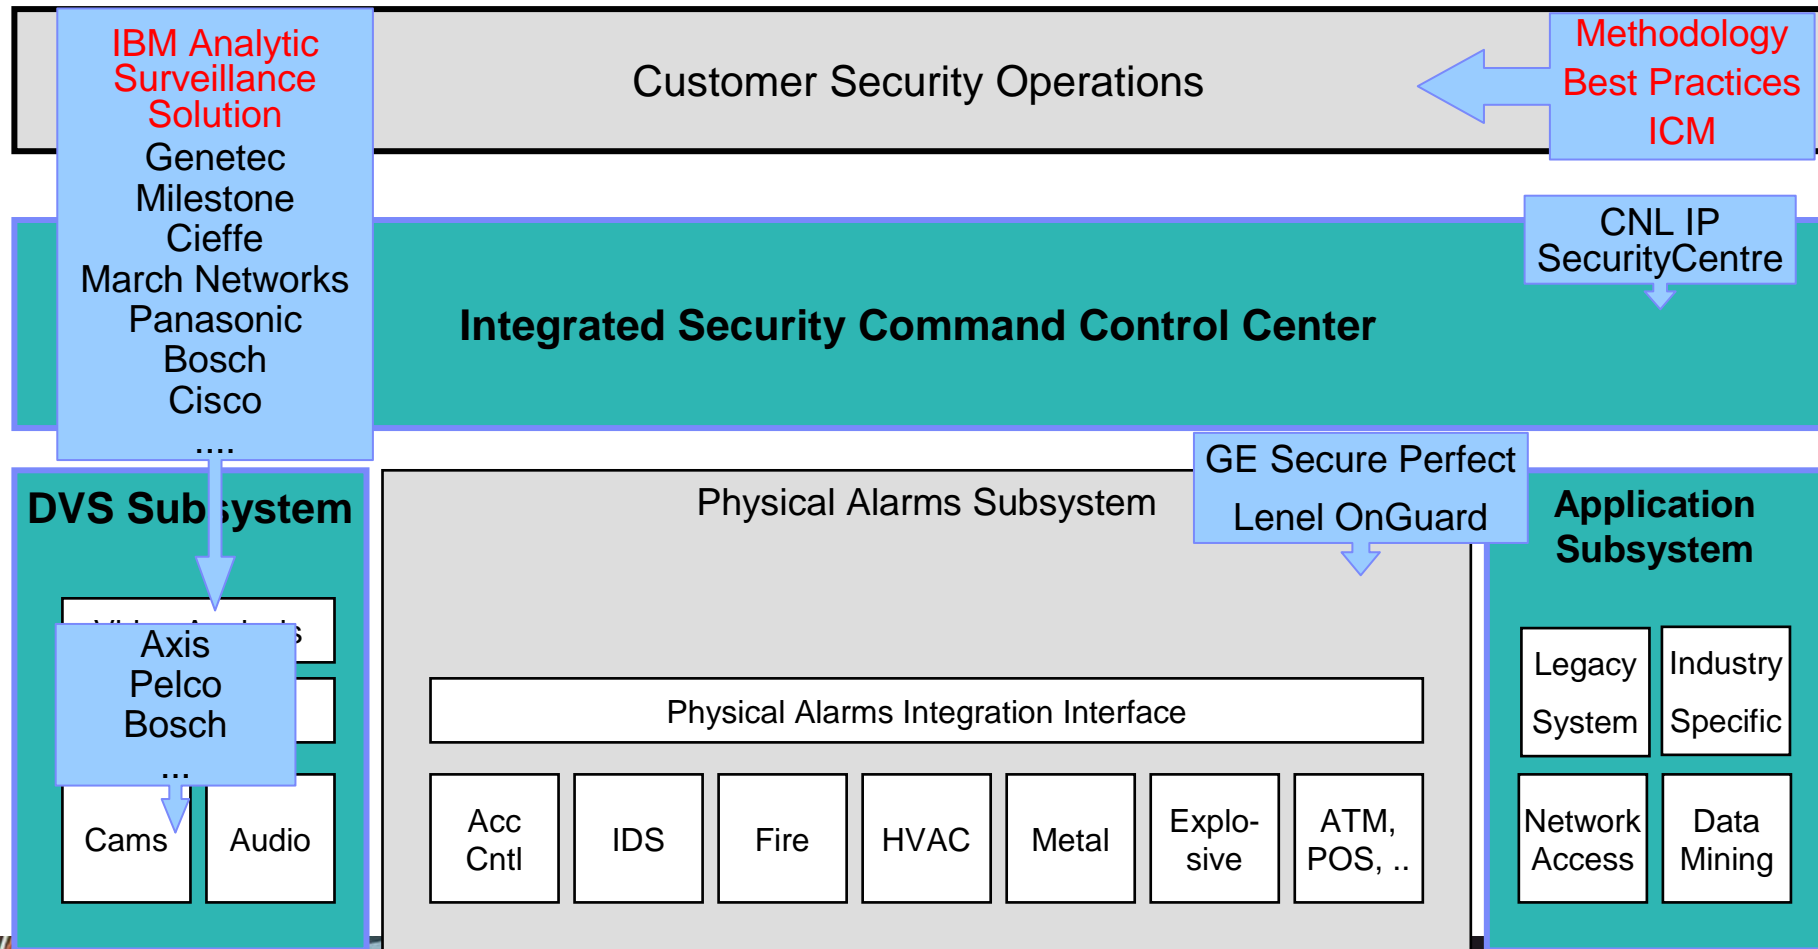 IBM Analytic
Surveillance
Solution
Genetec
Milestone
Cieffe
March Networks
Panasonic
Bosch
Cisco
....
Customer Security Operations
Methodology
Best Practices
ICM
CNL IP
SecurityCentre
Integrated Security Command Control Center
DVS Subsystem
Axis
Pelco
Bosch
...
Cams
Audio
Physical Alarms Subsystem
GE Secure Perfect
Lenel OnGuard
Physical Alarms Integration Interface
Acc
Cntl
IDS
Fire
HVAC
Metal
Explo-
sive
ATM,
POS, ..
Application
Subsystem
Legacy
System
Industry
Specific
Network
Access
Data
Mining